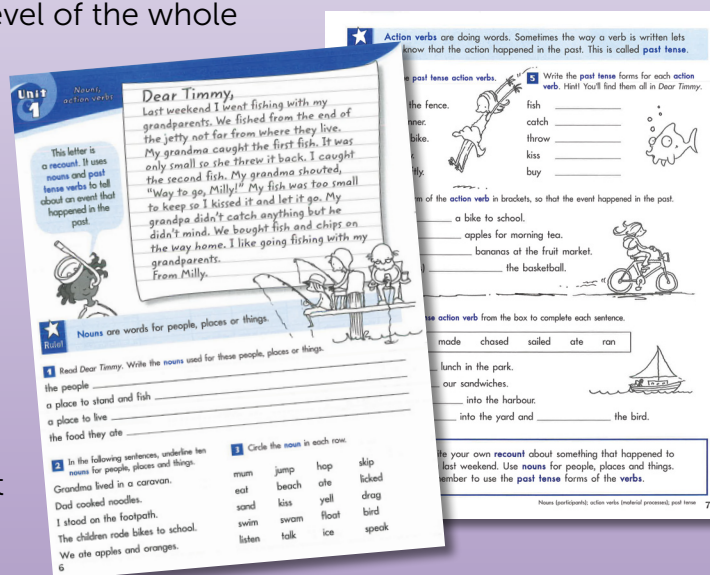 evel of the whole
Unit 1
Nouns,
action verbs
This letter is
a recount. It uses
nouns and past
tense verbs to tell
about an event that
happened in the
past.
Dear Timmy,
Last weekend I went fishing with my
grandparents. We fished from the end of
the jetty not far from where they live.
My grandma caught the first fish. It was
only small so she threw it back. I caught
the second fish. My grandma shouted,
"Way to go, Milly!" My fish was too small
to keep so I kissed it and let it go. My
grandpa didn't catch anything but he
didn't mind. We bought fish and chips on
the way home. I like going fishing with my
grandparents.
From Milly.
Rule!
Nouns are words for people, places or things.
1 Read Dear Timmy. Write the nouns used for these people, places or things.
the people
a place to stand and fish
a place to live
the food they ate
2 In the following sentences, underline ten
nouns for people, places and things.
Grandma lived in a caravan.
Dad cooked noodles.
I stood on the footpath.
The children rode bikes to school.
We ate apples and oranges.
3 Circle the noun in each row.
mum jump hop skip
eat beach ate licked
sand kiss yell drag
swim swam float bird
listen talk ice speak
6
Action verbs are doing words. Sometimes the way a verb is written lets
know that the action happened in the past. This is called past tense.
past tense action verbs.
the fence.
bike.
5 Write the past tense forms for each action
verb. Hint! You'll find them all in Dear Timmy.
fish
catch
throw
kiss
buy
of the action verb in brackets, so that the event happened in the past.
a bike to school.
apples for morning tea.
bananas at the fruit market.
the basketball.
action verb from the box to complete each sentence.
made chased sailed ate ran
lunch in the park.
our sandwiches.
into the harbour.
into the yard and the bird.
your own recount about something that happened to
last weekend. Use nouns for people, places and things.
to use the past tense forms of the verbs.
Nouns (participants); action verbs (material processes); past tense 7